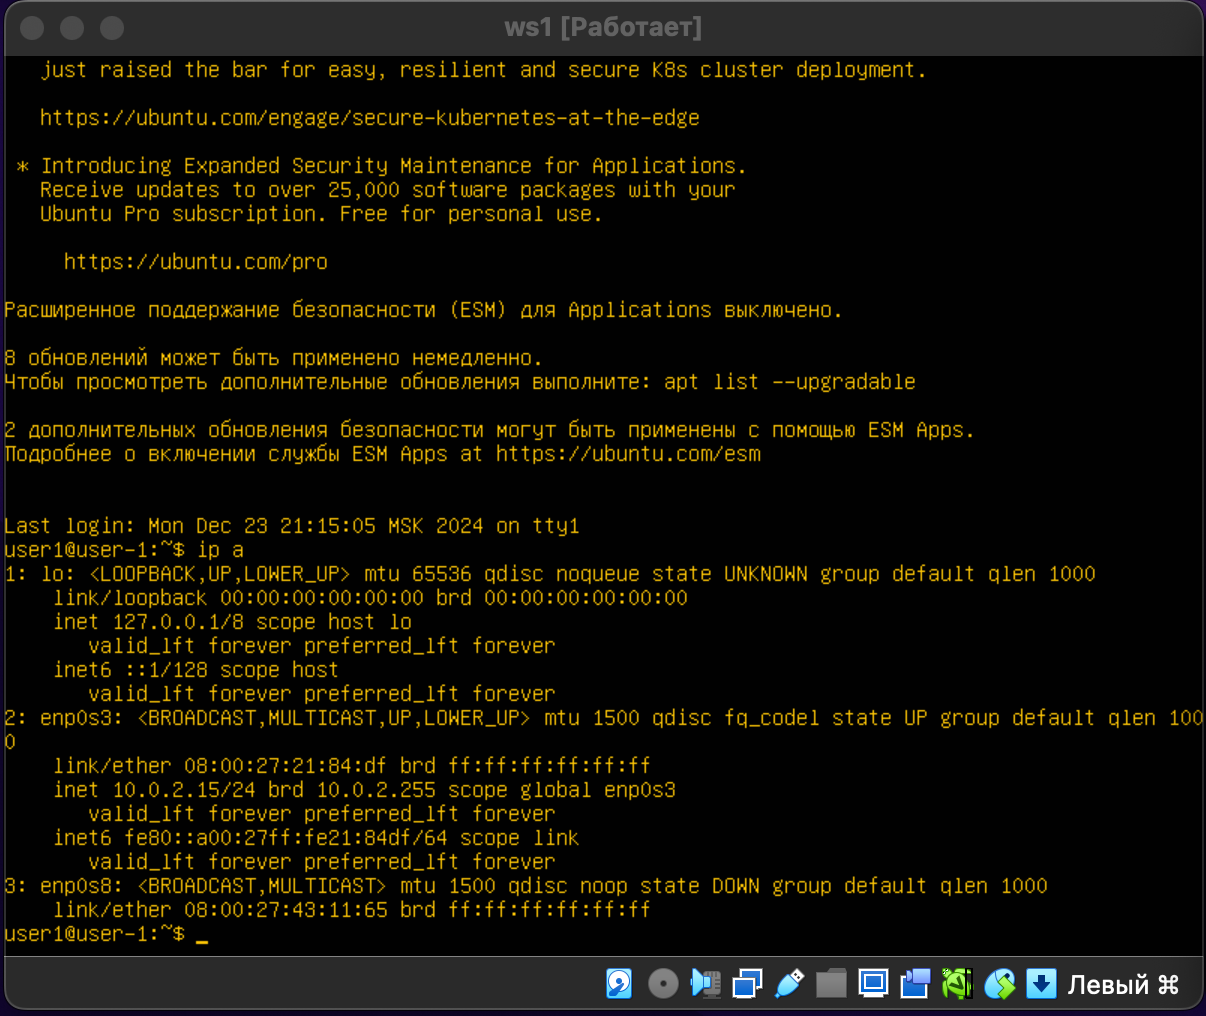 ws1 [Работает]
just raised the bar for easy, resilient and secure K8s cluster deployment.
https://ubuntu.com/engage/secure-kubernetes-at-the-edge
* Introducing Expanded Security Maintenance for Applications.
Receive updates to over 25,000 software packages with your
Ubuntu Pro subscription. Free for personal use.
https://ubuntu.com/pro
Расширенное поддержание безопасности (ESM) для Applications выключено.
8 обновлений может быть применено немедленно.
Чтобы просмотреть дополнительные обновления выполните: apt list --upgradable
2 дополнительных обновления безопасности могут быть применены с помощью ESM Apps.
Подробнее о включении службы ESM Apps at https://ubuntu.com/esm
Last login: Mon Dec 23 21:15:05 MSK 2024 on tty1
user1@user-1:~$ ip a
1: lo: <LOOPBACK,UP,LOWER_UP> mtu 65536 qdisc noqueue state UNKNOWN group default qlen 1000
link/loopback 00:00:00:00:00:00 brd 00:00:00:00:00:00
inet 127.0.0.1/8 scope host lo
valid_lft forever preferred_lft forever
inet6 ::1/128 scope host
valid_lft forever preferred_lft forever
2: enp0s3: <BROADCAST,MULTICAST,UP,LOWER_UP> mtu 1500 qdisc fq_codel state UP group default qlen 100
0
link/ether 08:00:27:21:84:df brd ff:ff:ff:ff:ff:ff
inet 10.0.2.15/24 brd 10.0.2.255 scope global enp0s3
valid_lft forever preferred_lft forever
inet6 fe80::a00:27ff:fe21:84df/64 scope link
valid_lft forever preferred_lft forever
3: enp0s8: <BROADCAST,MULTICAST> mtu 1500 qdisc noop state DOWN group default qlen 1000
link/ether 08:00:27:43:11:65 brd ff:ff:ff:ff:ff:ff
user1@user-1:~$ _
Левый ⌘